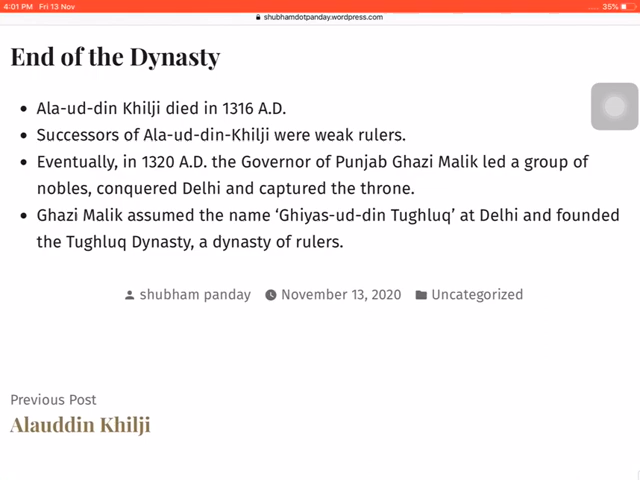 4:01 PM Fri 13 Nov
35%
shubhamdotpanday.wordpress.com
End of the Dynasty
• Ala-ud-din Khilji died in 1316 A.D.
• Successors of Ala-ud-din-Khilji were weak rulers.
• Eventually, in 1320 A.D. the Governor of Punjab Ghazi Malik led a group of
nobles, conquered Delhi and captured the throne.
• Ghazi Malik assumed the name ‘Ghiyas-ud-din Tughluq’ at Delhi and founded
the Tughluq Dynasty, a dynasty of rulers.
shubham panday November 13, 2020 Uncategorized
Previous Post
Alauddin Khilji